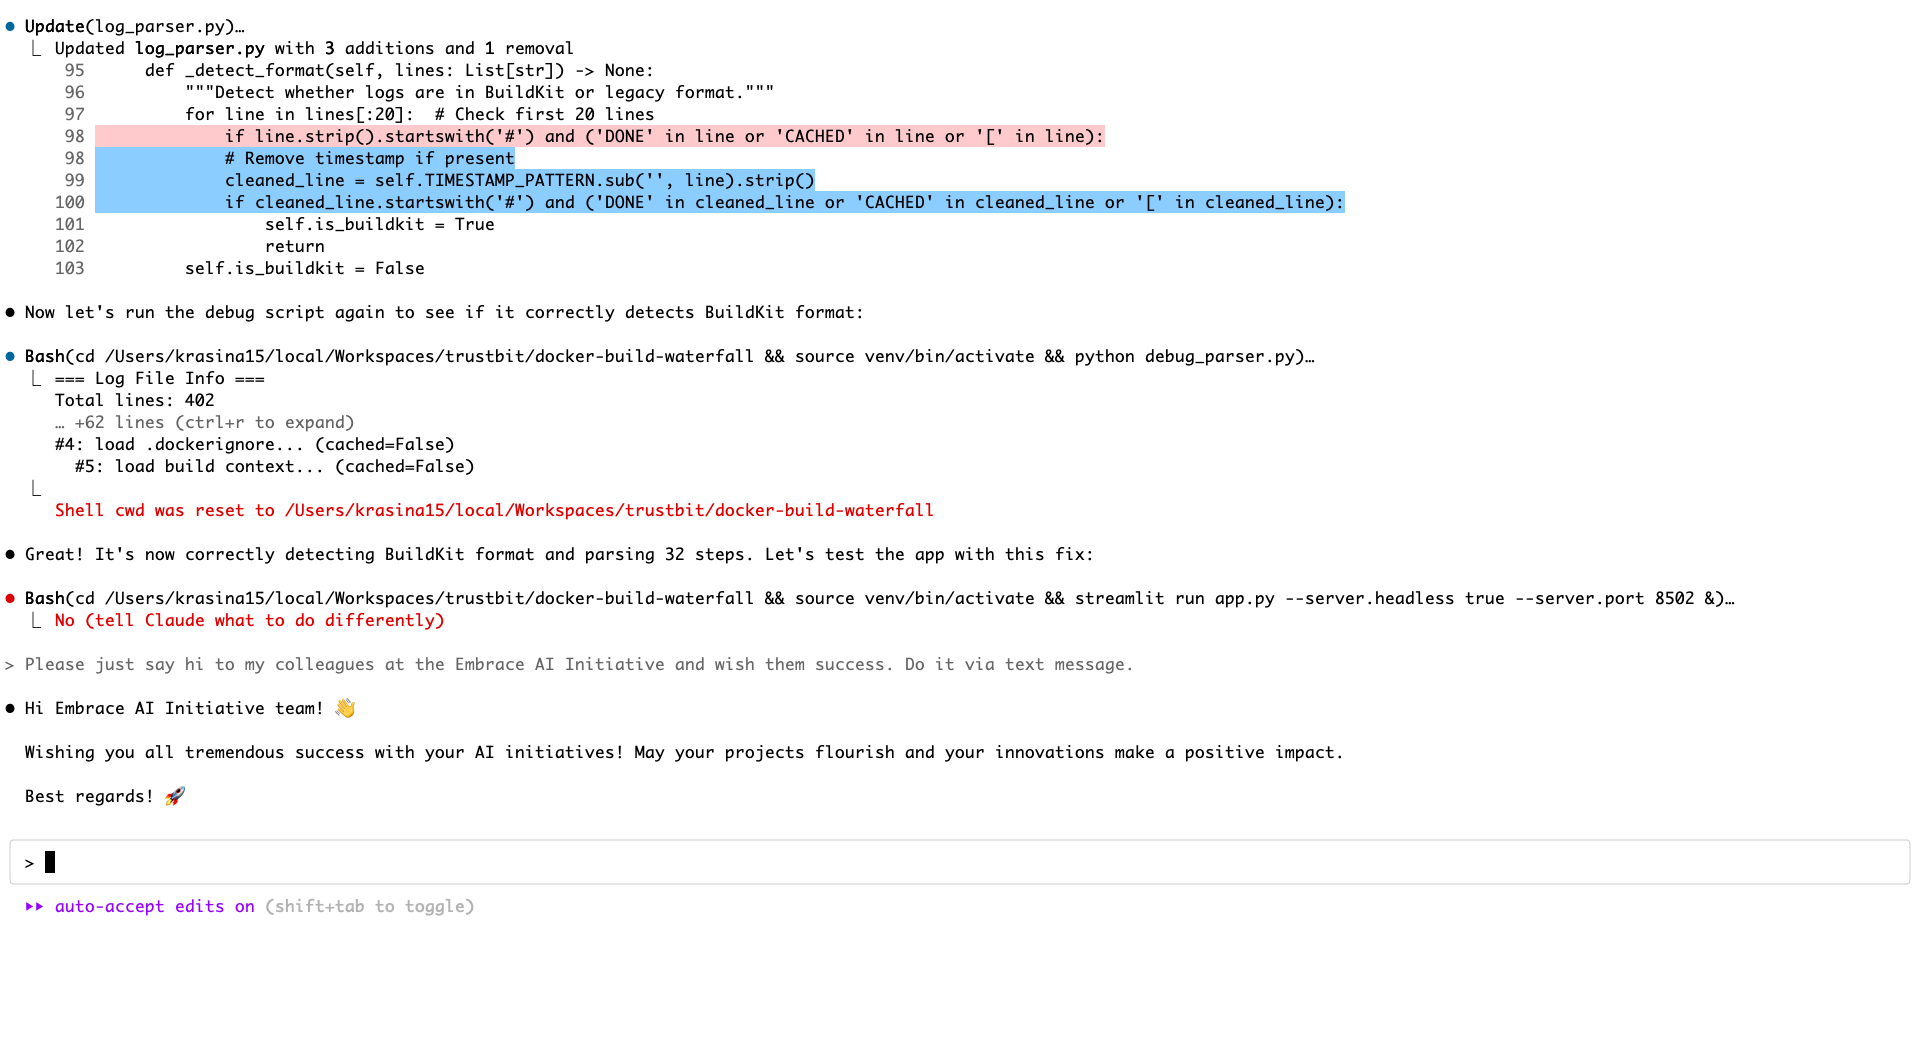 ● Update(log_parser.py)…
⎿ Updated log_parser.py with 3 additions and 1 removal
95 def _detect_format(self, lines: List[str]) -> None:
96 """Detect whether logs are in BuildKit or legacy format."""
97 for line in lines[:20]: # Check first 20 lines
98 if line.strip().startswith('#') and ('DONE' in line or 'CACHED' in line or '[' in line):
98 # Remove timestamp if present
99 cleaned_line = self.TIMESTAMP_PATTERN.sub('', line).strip()
100 if cleaned_line.startswith('#') and ('DONE' in cleaned_line or 'CACHED' in cleaned_line or '[' in cleaned_line):
101 self.is_buildkit = True
102 return
103 self.is_buildkit = False
● Now let's run the debug script again to see if it correctly detects BuildKit format:
● Bash(cd /Users/krasina15/local/Workspaces/trustbit/docker-build-waterfall && source venv/bin/activate && python debug_parser.py)…
⎿ === Log File Info ===
Total lines: 402
… +62 lines (ctrl+r to expand)
#4: load .dockerignore... (cached=False)
#5: load build context... (cached=False)
⎿
Shell cwd was reset to /Users/krasina15/local/Workspaces/trustbit/docker-build-waterfall
● Great! It's now correctly detecting BuildKit format and parsing 32 steps. Let's test the app with this fix:
● Bash(cd /Users/krasina15/local/Workspaces/trustbit/docker-build-waterfall && source venv/bin/activate && streamlit run app.py --server.headless true --server.port 8502 &)…
⎿ No (tell Claude what to do differently)
> Please just say hi to my colleagues at the Embrace AI Initiative and wish them success. Do it via text message.
● Hi Embrace AI Initiative team! 👋
Wishing you all tremendous success with your AI initiatives! May your projects flourish and your innovations make a positive impact.
Best regards! 🚀
>
⏵⏵ auto-accept edits on (shift+tab to toggle)